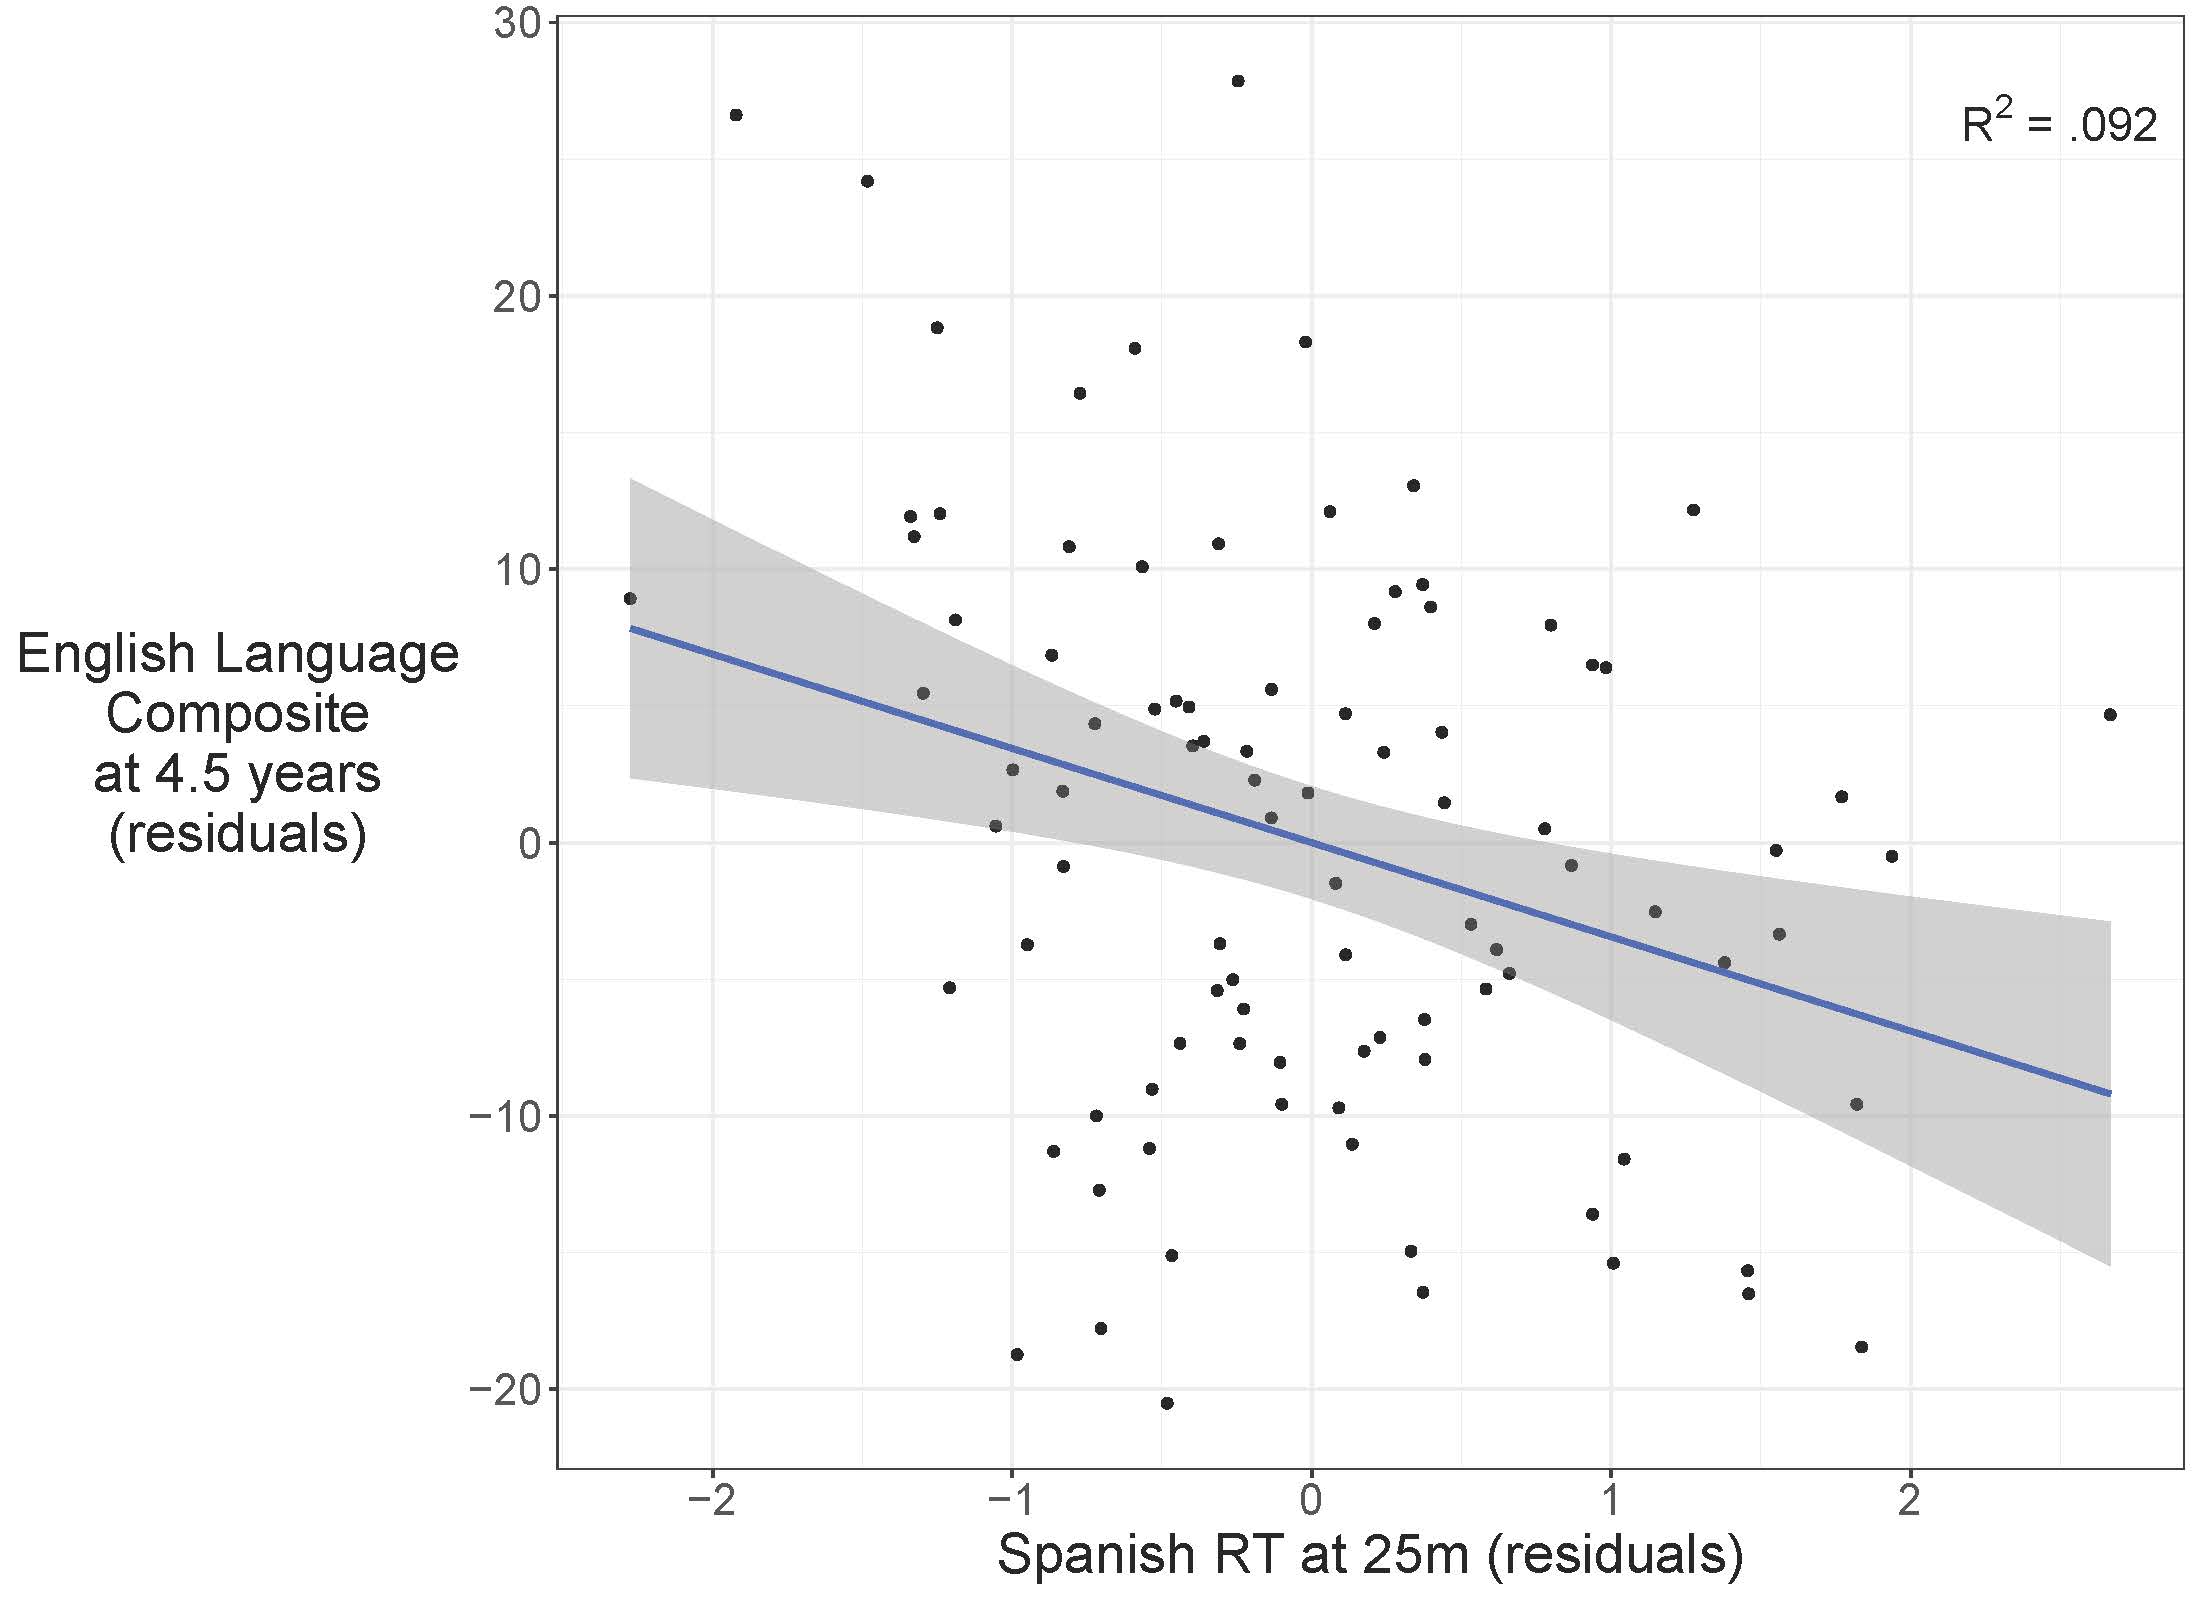 30
R² = .092
20
10
0
−10
−20
English Language
Composite
at 4.5 years
(residuals)
−2
−1
0
1
2
Spanish RT at 25m (residuals)